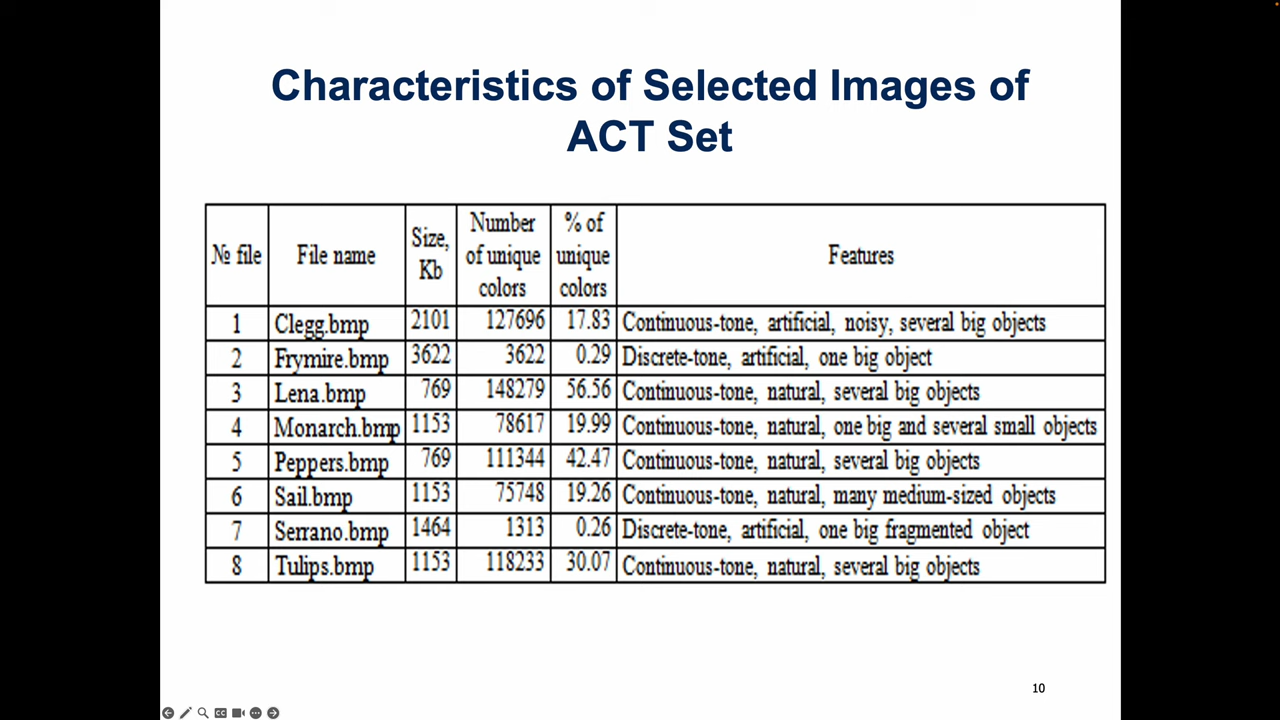 Characteristics of Selected Images of
ACT Set
№ file File name Size, Kb Number of unique colors % of unique colors Features
1 Clegg.bmp 2101 127696 17.83 Continuous-tone, artificial, noisy, several big objects
2 Frymire.bmp 3622 3622 0.29 Discrete-tone, artificial, one big object
3 Lena.bmp 769 148279 56.56 Continuous-tone, natural, several big objects
4 Monarch.bmp 1153 78617 19.99 Continuous-tone, natural, one big and several small objects
5 Peppers.bmp 769 111344 42.47 Continuous-tone, natural, several big objects
6 Sail.bmp 1153 75748 19.26 Continuous-tone, natural, many medium-sized objects
7 Serrano.bmp 1464 1313 0.26 Discrete-tone, artificial, one big fragmented object
8 Tulips.bmp 1153 118233 30.07 Continuous-tone, natural, several big objects
10
CC